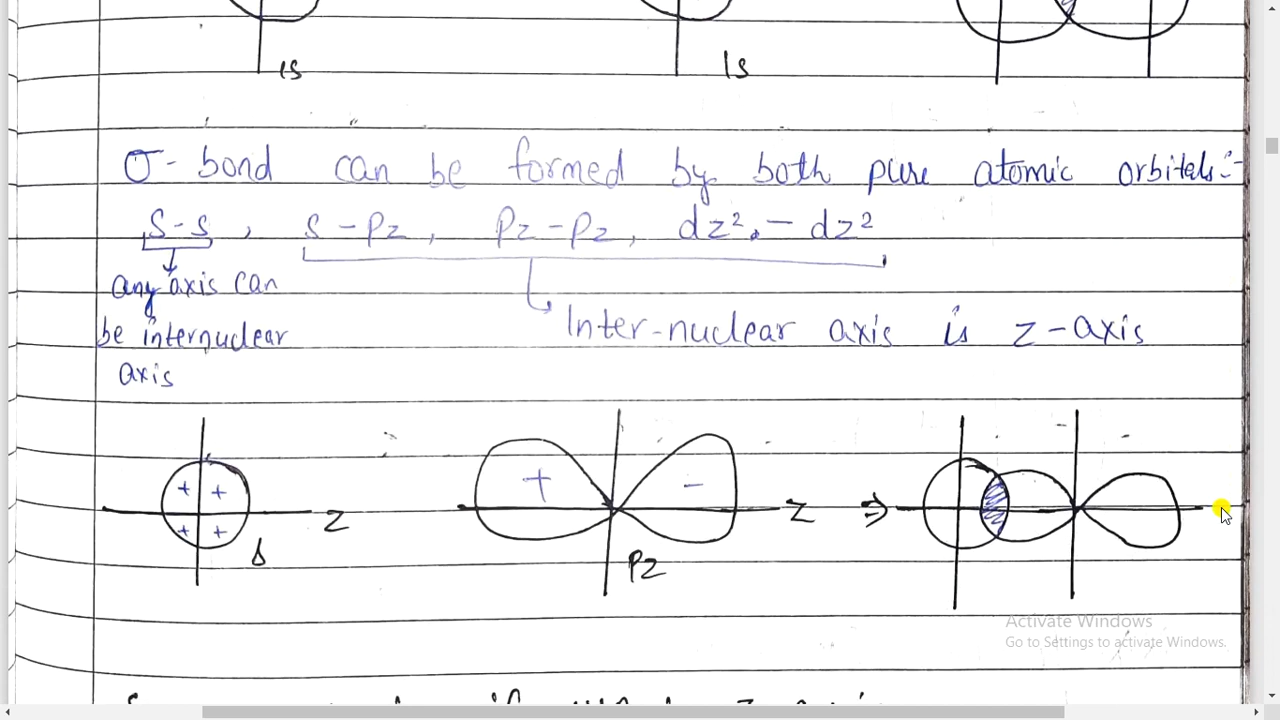 1s 1s
σ- bond can be formed by both pure atomic orbitals:-
s-s, s-pz, pz-pz, dz². - dz²
any axis can
be internuclear
axis
Inter-nuclear axis is z-axis
+ + + + z s
+ - z pz
⇒
Activate Windows
Go to Settings to activate Windows.